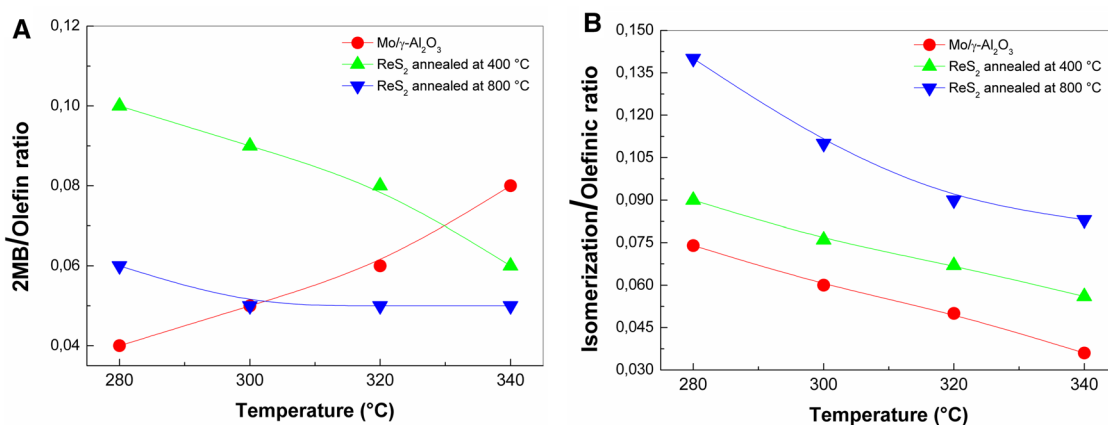 A
0,12
0,10
0,08
0,06
0,04
2MB/Olefin ratio
Mo/γ-Al₂O₃
ReS₂ annealed at 400 °C
ReS₂ annealed at 800 °C
280 300 320 340
Temperature (°C)
B
0,150
0,135
0,120
0,105
0,090
0,075
0,060
0,045
0,030
Isomerization/Olefinic ratio
Mo/γ-Al₂O₃
ReS₂ annealed at 400 °C
ReS₂ annealed at 800 °C
280 300 320 340
Temperature (°C)